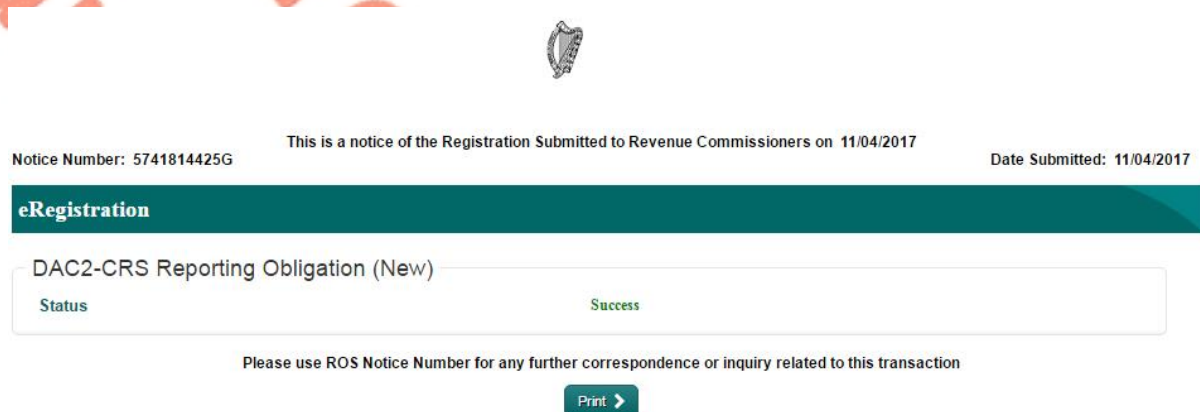 This is a notice of the Registration Submitted to Revenue Commissioners on 11/04/2017
Notice Number: 5741814425G
Date Submitted: 11/04/2017
eRegistration
DAC2-CRS Reporting Obligation (New)
Status Success
Please use ROS Notice Number for any further correspondence or inquiry related to this transaction
Print